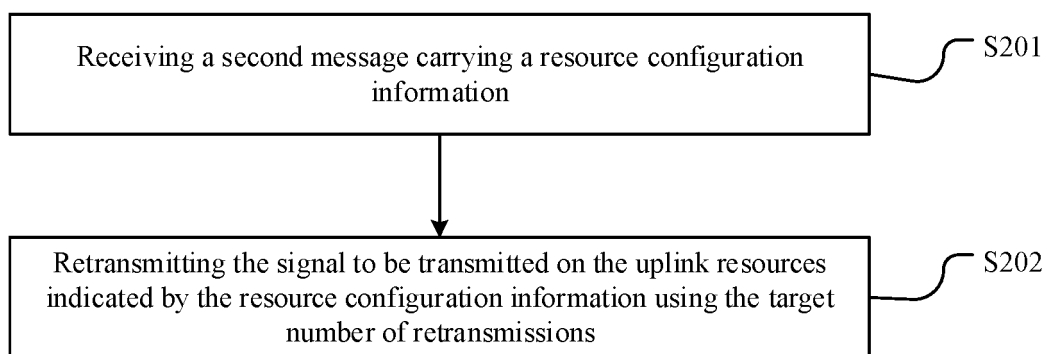 Receiving a second message carrying a resource configuration
information
S201
Retransmitting the signal to be transmitted on the uplink resources
indicated by the resource configuration information using the target
number of retransmissions
S202